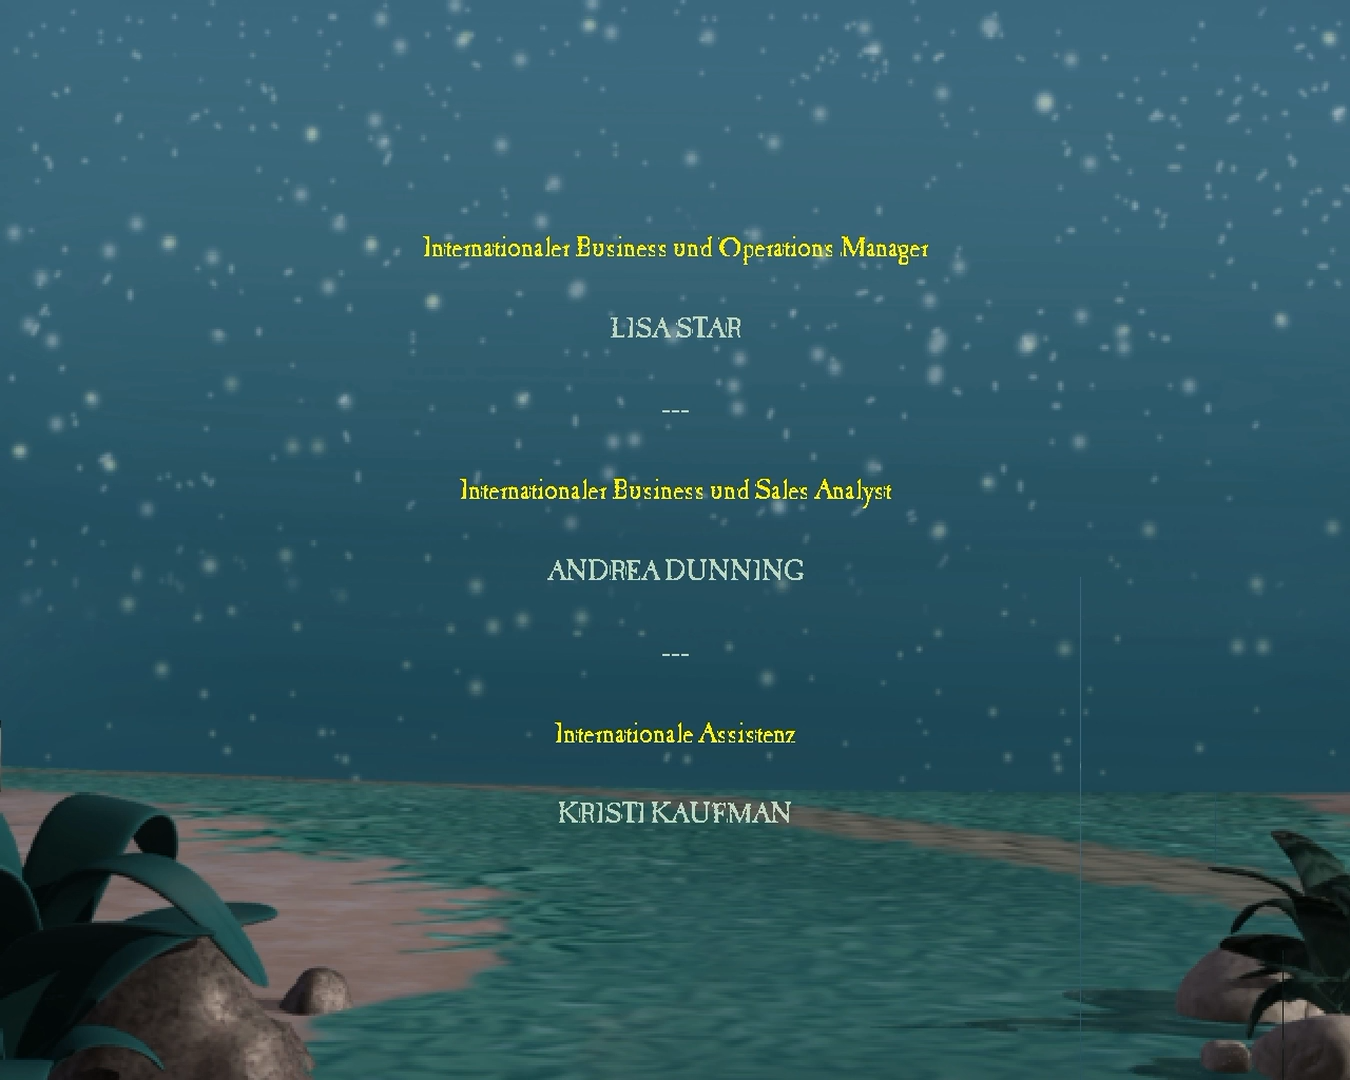 Internationaler Business und Operations Manager
LISA STAR
---
Internationaler Business und Sales Analyst
ANDREA DUNNING
---
Internationale Assistenz
KRISTI KAUFMAN